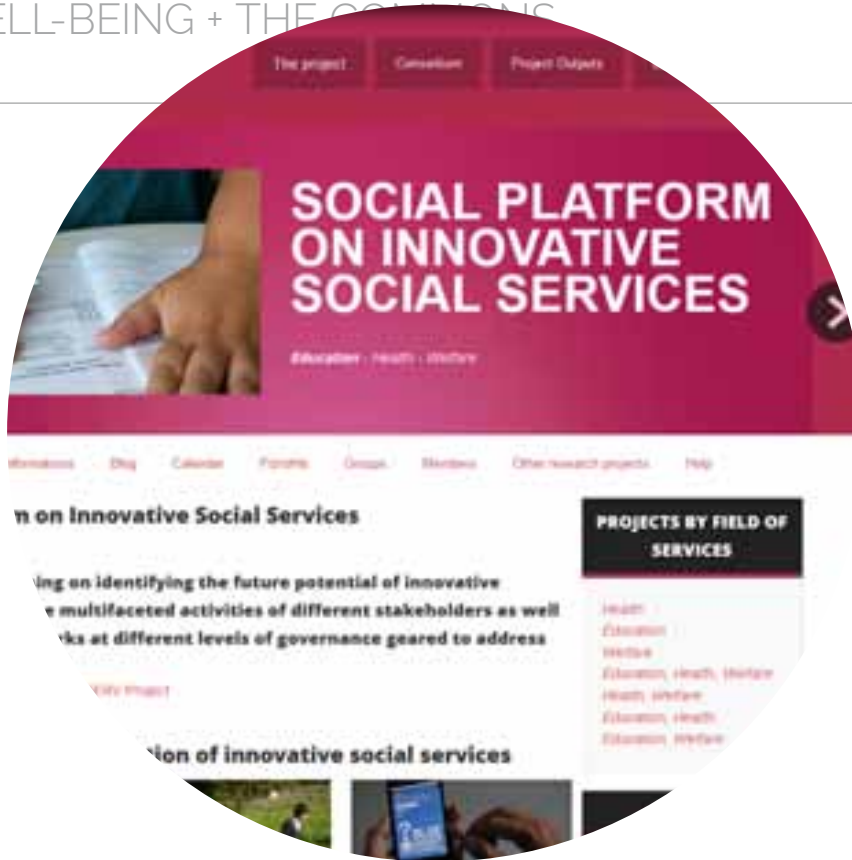 ELL-BEING + THE COMMONS
The project Consortium Project Outputs
SOCIAL PLATFORM
ON INNOVATIVE
SOCIAL SERVICES
Education - Health - Welfare
Blog Calendar Forums Groups Members Other research projects Help
m on Innovative Social Services
PROJECTS BY FIELD OF
SERVICES
ing on identifying the future potential of innovative
e multifaceted activities of different stakeholders as well
ks at different levels of governance geared to address
Project
Health
Education
Welfare
Education, Health, Welfare
Health, Welfare
Education, Health
Education, Welfare
ion of innovative social services